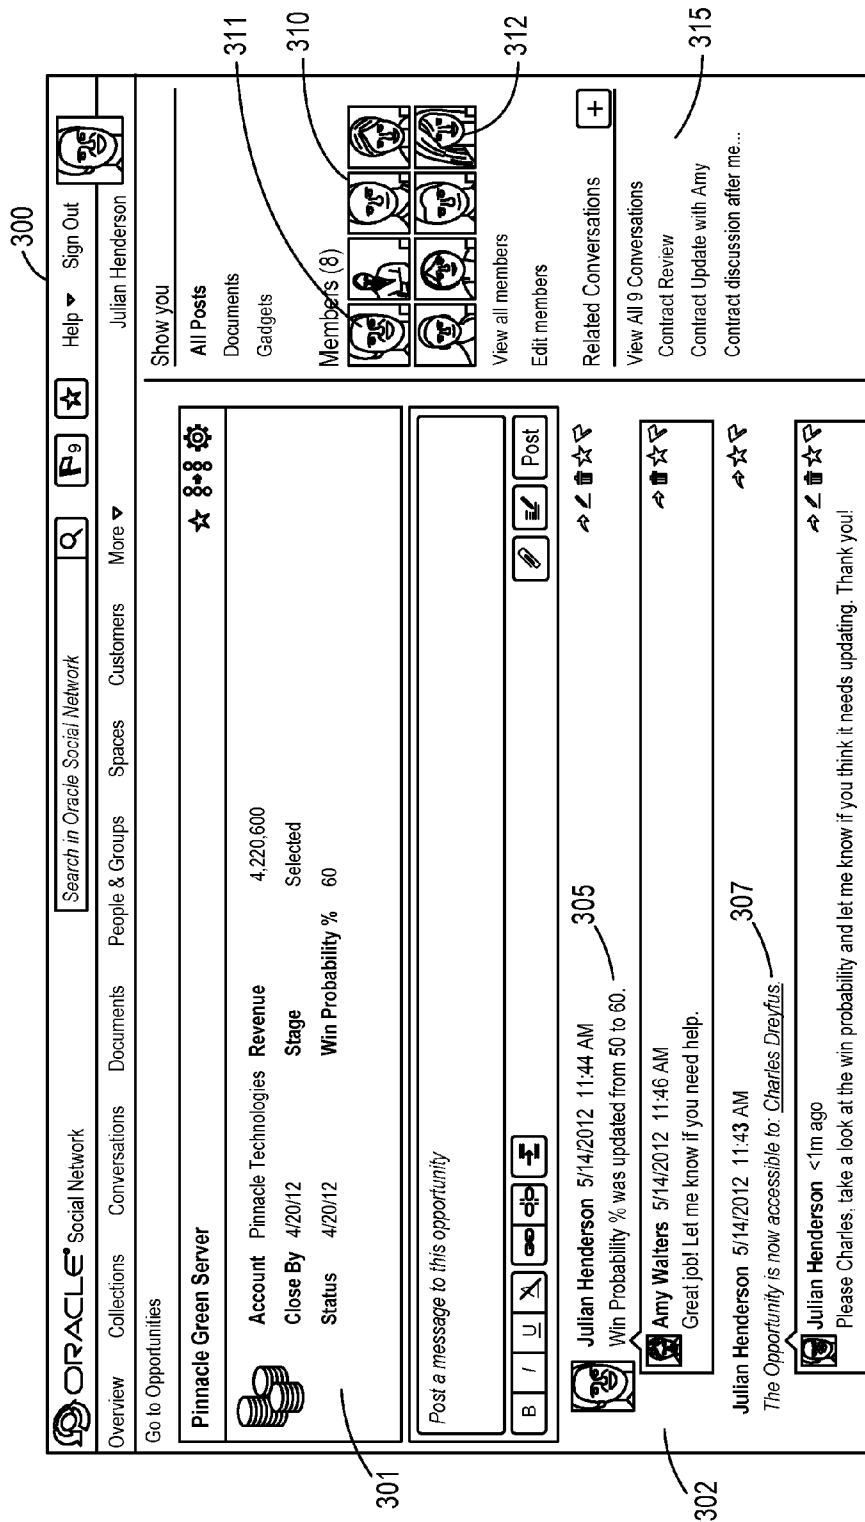 300
ORACLE® Social Network
Search in Oracle Social Network
9
Help Sign Out
Overview Collections Conversations Documents People & Groups Spaces Customers More
Julian Henderson
Go to Opportunities
Pinnacle Green Server
Account Pinnacle Technologies Revenue 4,220,600
Close By 4/20/12 Stage Selected
Status 4/20/12 Win Probability % 60
301
Post a message to this opportunity
B I U A
Post
302
Julian Henderson 5/14/2012 11:44 AM
Win Probability % was updated from 50 to 60.
305
Amy Walters 5/14/2012 11:46 AM
Great job! Let me know if you need help.
Julian Henderson 5/14/2012 11:43 AM
The Opportunity is now accessible to: Charles Dreyfus.
307
Julian Henderson <1m ago
Please Charles, take a look at the win probability and let me know if you think it needs updating. Thank you!
Show you
All Posts
Documents
Gadgets
311
Members (8)
310
312
View all members
Edit members
Related Conversations +
View All 9 Conversations
Contract Review
Contract Update with Amy
Contract discussion after me...
315